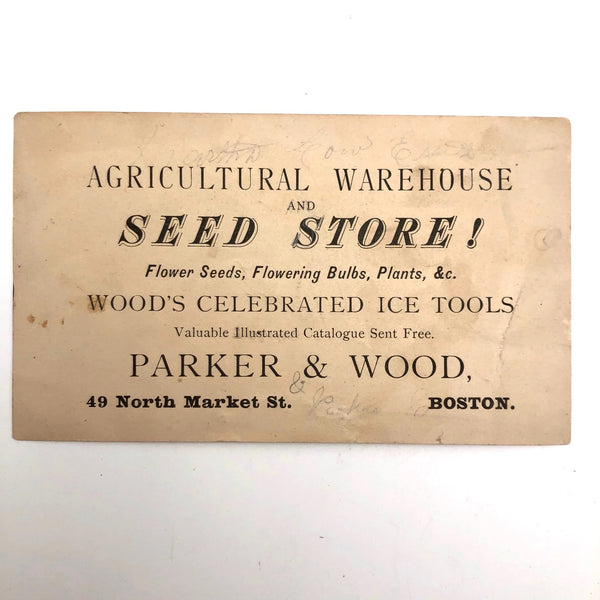 AGRICULTURAL WAREHOUSE
AND
SEED STORE!
Flower Seeds, Flowering Bulbs, Plants, &c.
WOOD'S CELEBRATED ICE TOOLS
Valuable Illustrated Catalogue Sent Free.
PARKER & WOOD,
&
49 North Market St. BOSTON.